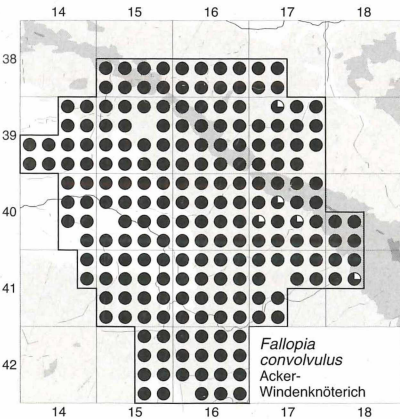 14 15 16 17 18
38
39
40
41
42
Fallopia
convolvulus
Acker-
Windenknöterich
14 15 16 17 18